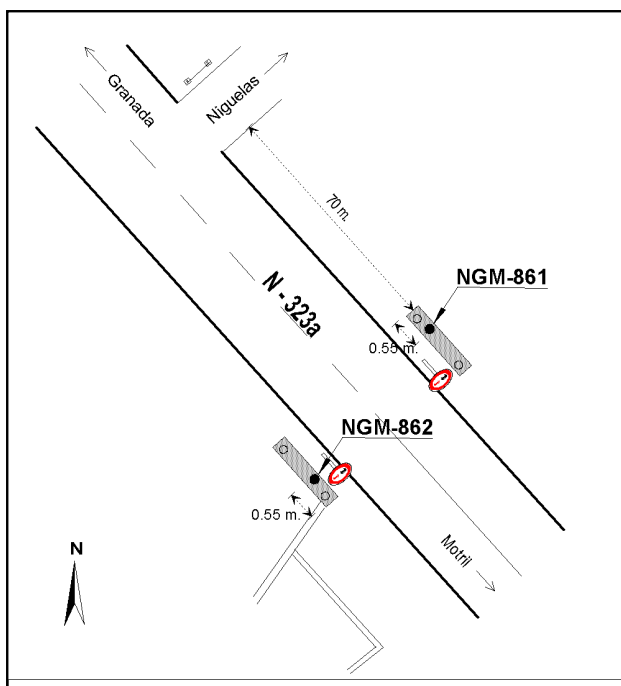 Granada
Niguelas
70 m.
NGM-861
N - 323a
0.55 m.
NGM-862
0.55 m.
Motril
N